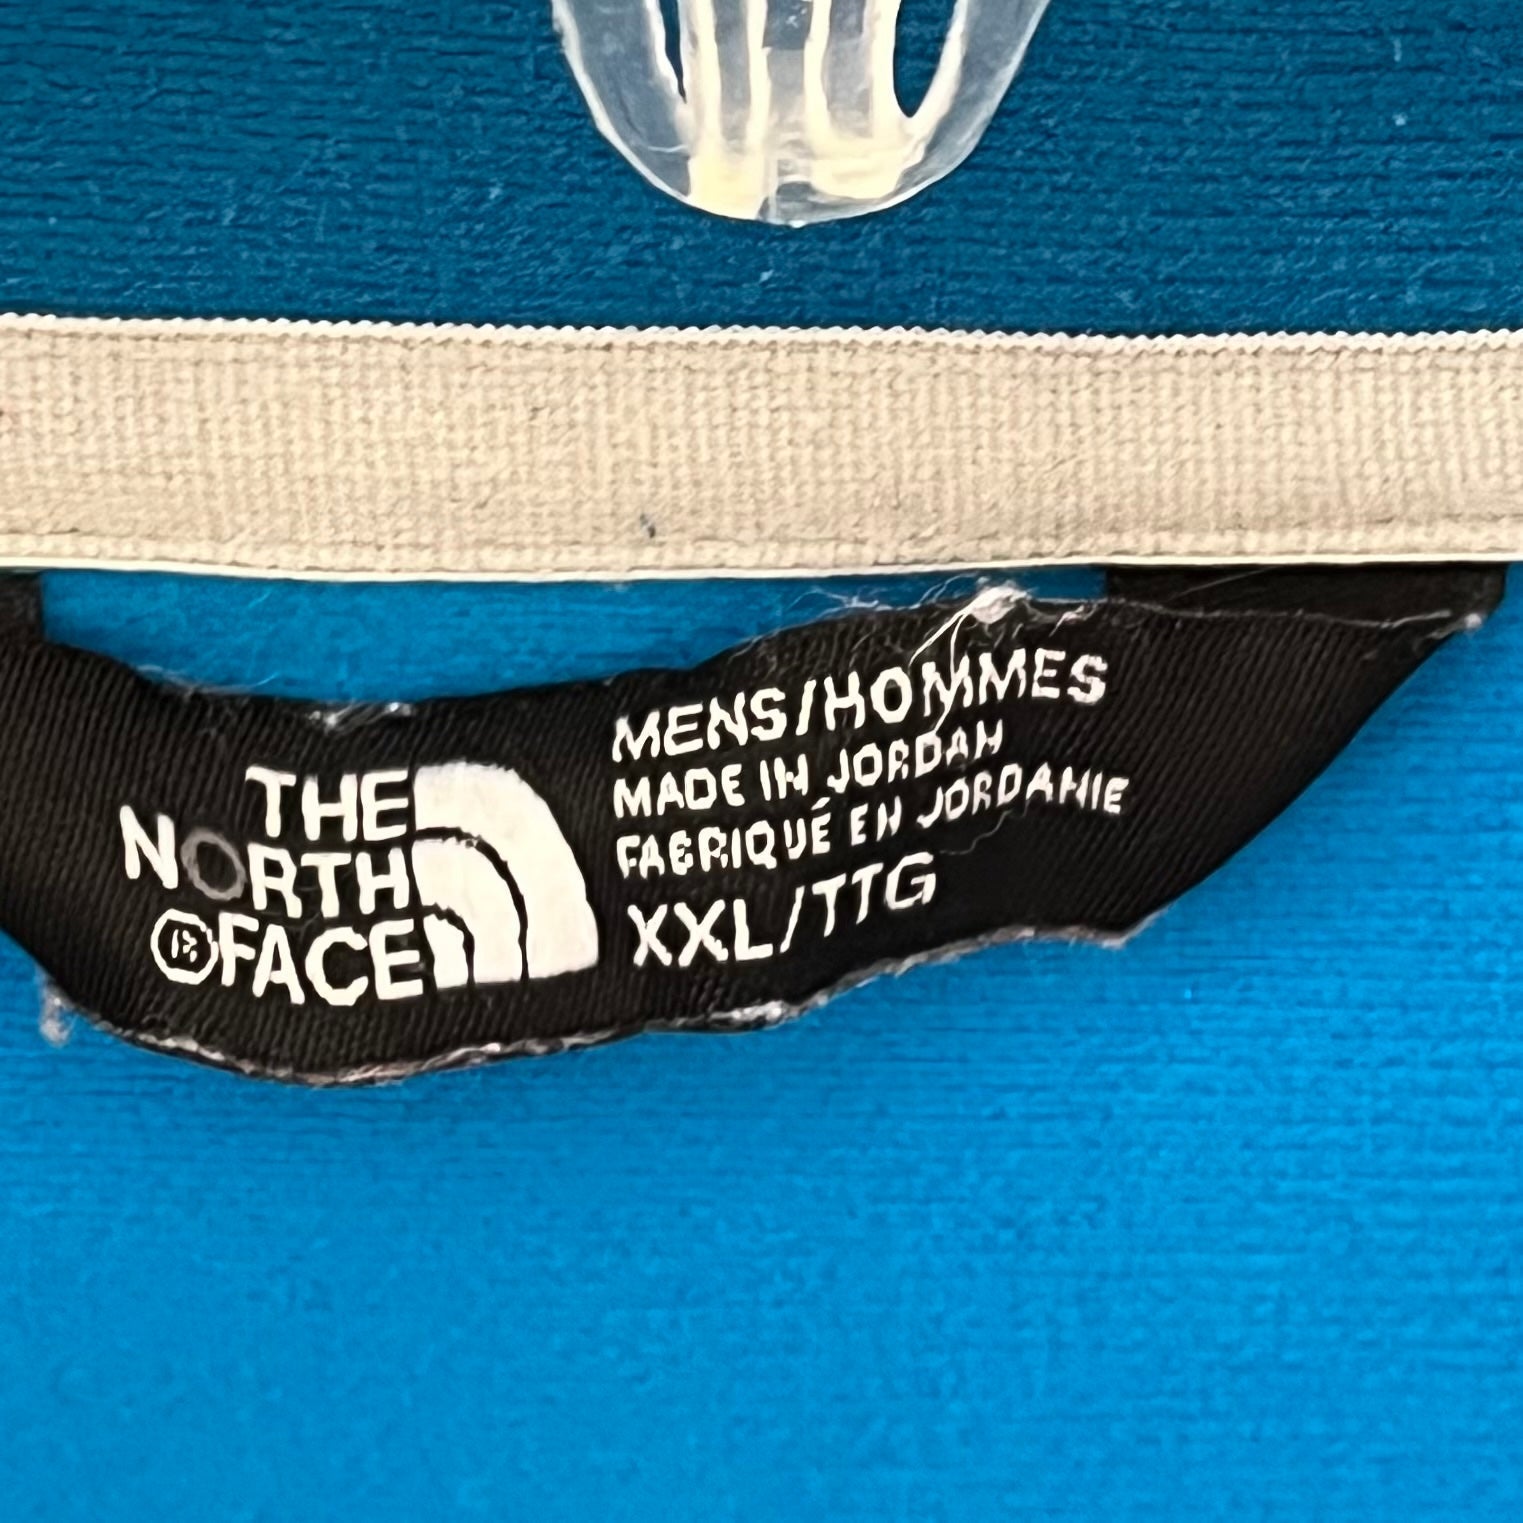 THE
NORTH
®FACE
MENS/HOMMES
MADE IN JORDAN
FABRIQUÉ EN JORDANIE
XXL/TTG